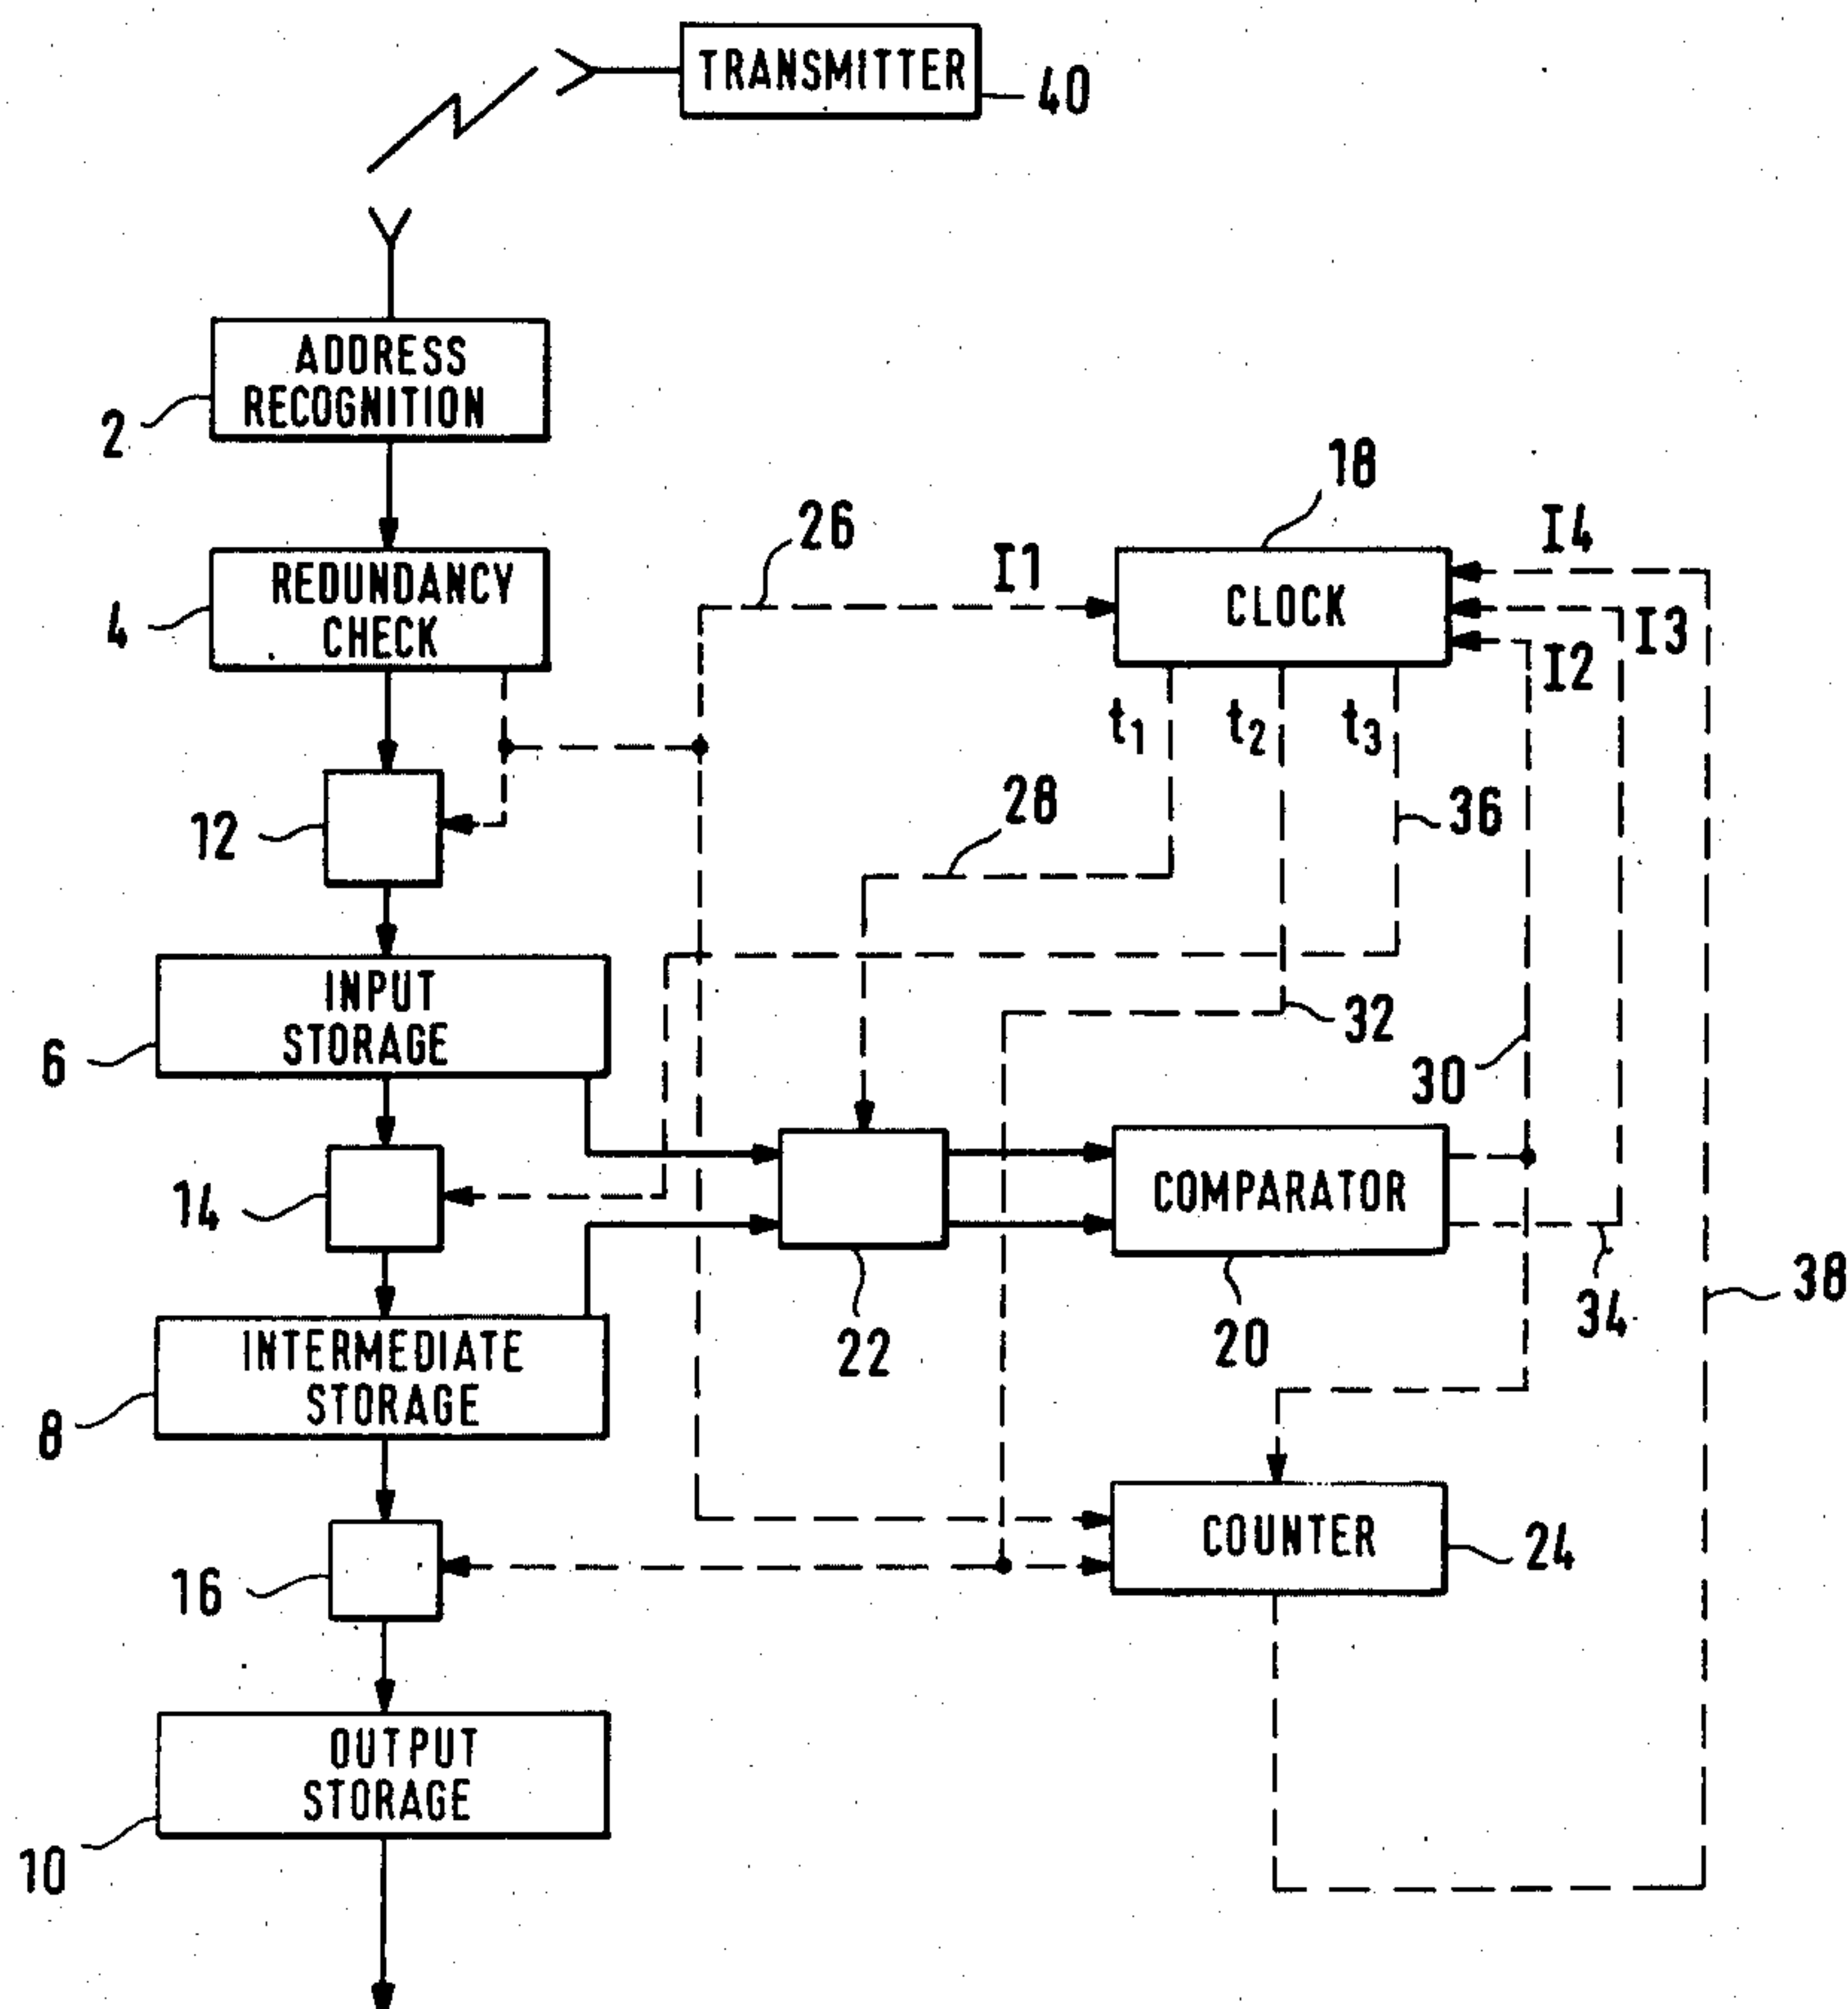 TRANSMITTER
40
ADDRESS
RECOGNITION
2
18
26
I4
I1
REDUNDANCY
CHECK
4
CLOCK
I3
I2
t1
t2
t3
28
36
12
INPUT
STORAGE
32
6
30
COMPARATOR
14
38
34
22
20
INTERMEDIATE
STORAGE
8
COUNTER
24
16
OUTPUT
STORAGE
10